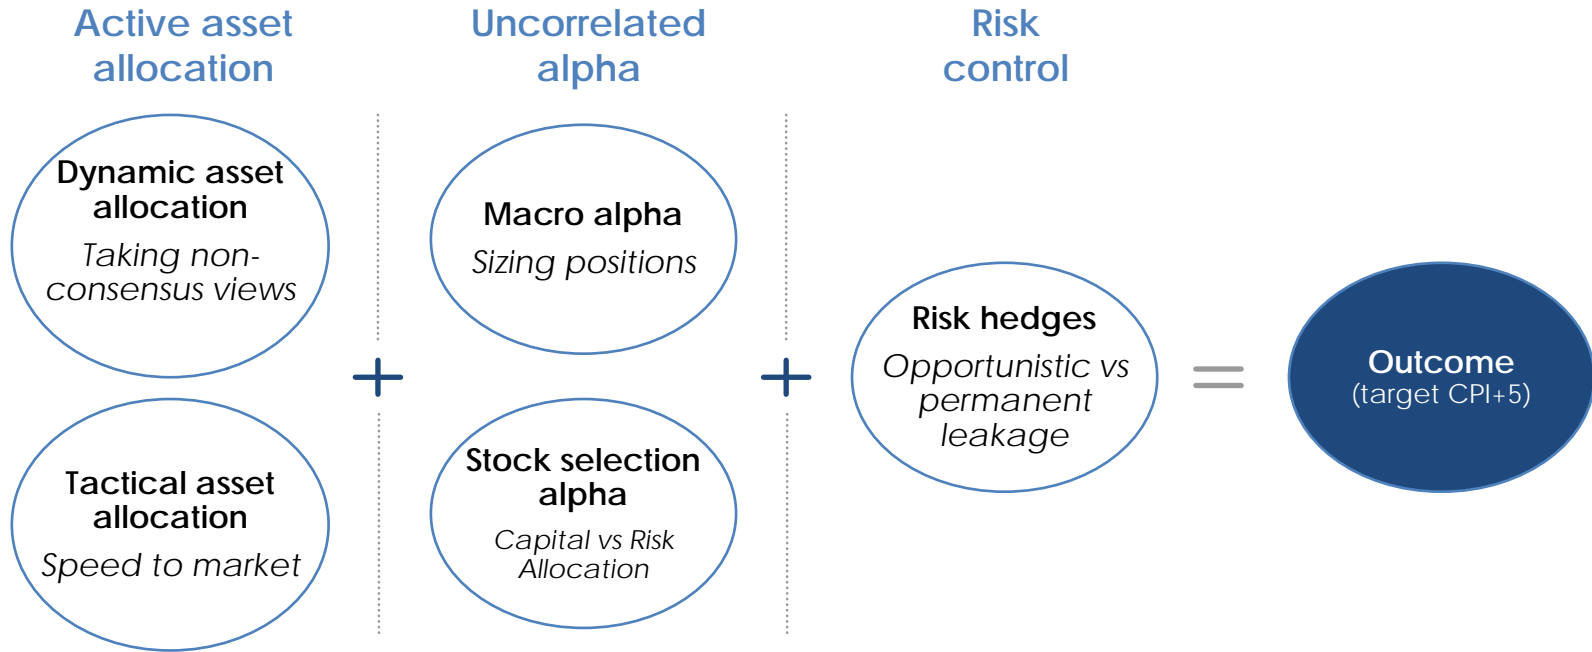 Active asset
allocation
Dynamic asset
allocation
Taking non-
consensus views
Tactical asset
allocation
Speed to market
+
Uncorrelated
alpha
Macro alpha
Sizing positions
Stock selection
alpha
Capital vs Risk
Allocation
+
Risk
control
Risk hedges
Opportunistic vs
permanent
leakage
=
Outcome
(target CPI+5)